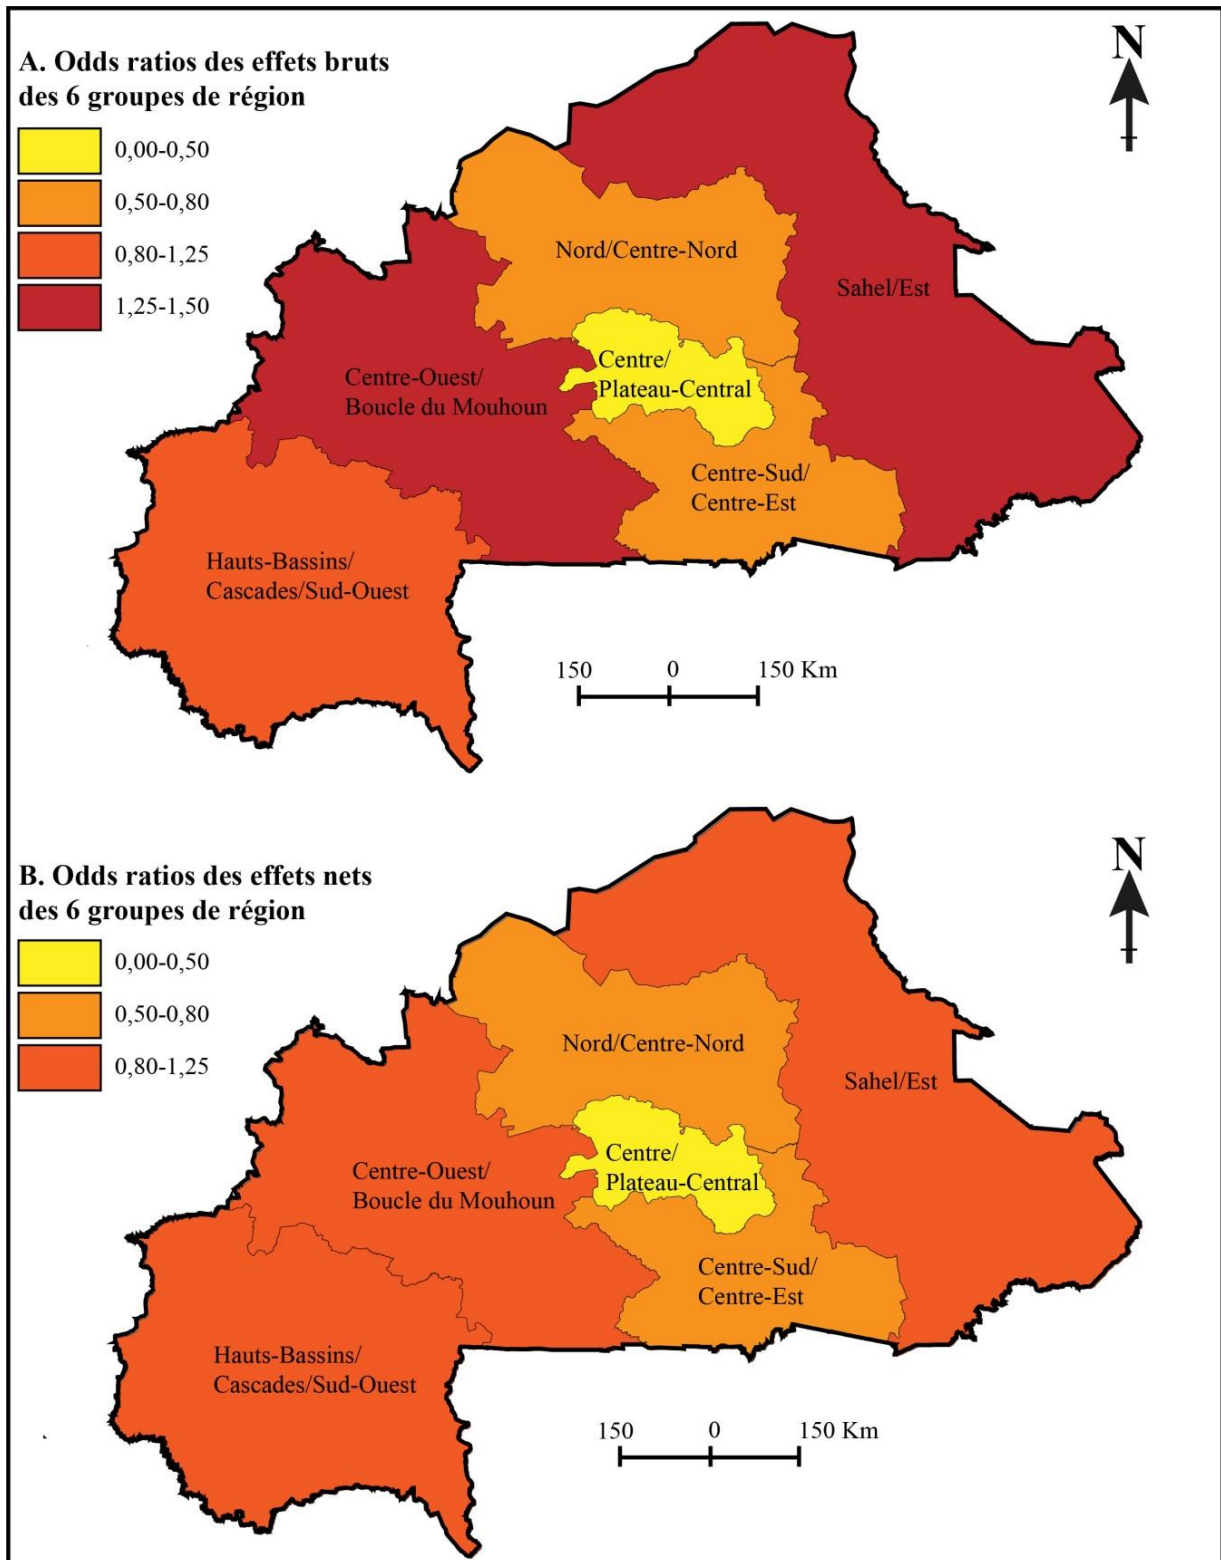 A. Odds ratios des effets bruts
des 6 groupes de région
0,00-0,50
0,50-0,80
0,80-1,25
1,25-1,50
N
Nord/Centre-Nord
Sahel/Est
Centre/
Plateau-Central
Centre-Ouest/
Boucle du Mouhoun
Centre-Sud/
Centre-Est
Hauts-Bassins/
Cascades/Sud-Ouest
150 0 150 Km
B. Odds ratios des effets nets
des 6 groupes de région
0,00-0,50
0,50-0,80
0,80-1,25
N
Nord/Centre-Nord
Sahel/Est
Centre/
Plateau-Central
Centre-Ouest/
Boucle du Mouhoun
Centre-Sud/
Centre-Est
Hauts-Bassins/
Cascades/Sud-Ouest
150 0 150 Km